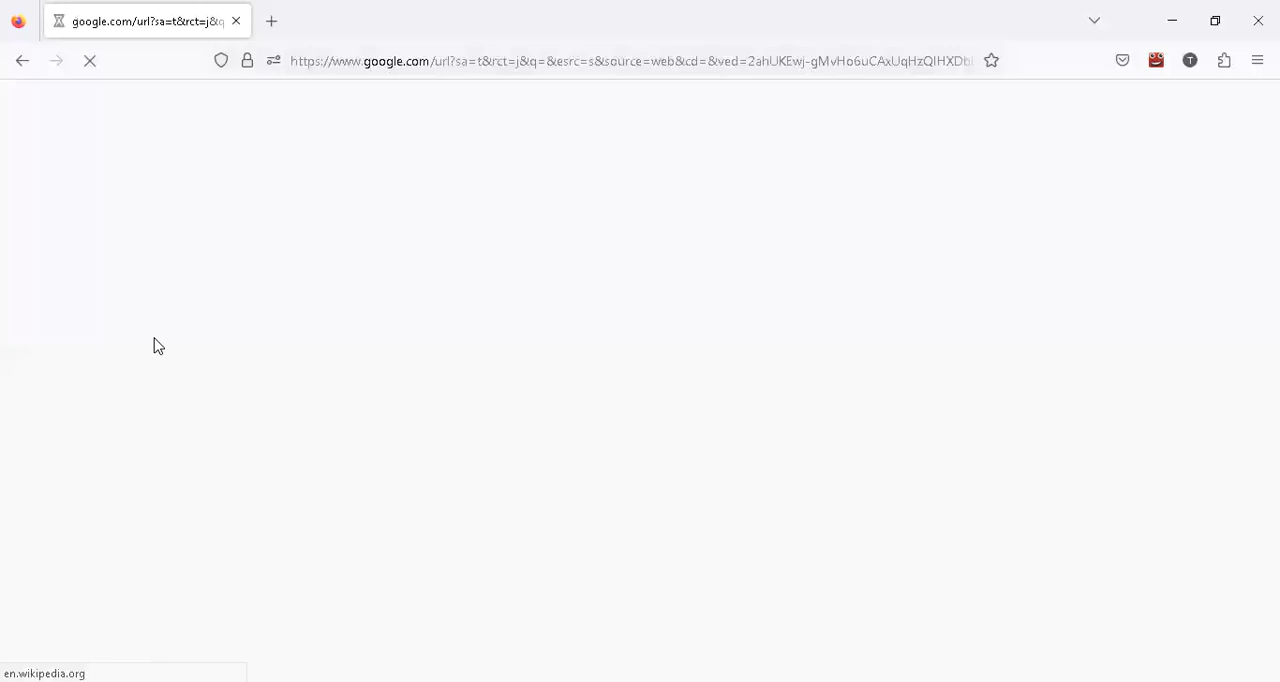 google.com/url?sa=t&rct=j&q
https://www.google.com/url?sa=t&rct=j&q=&esrc=s&source=web&cd=&ved=2ahUKEwj-gMvHo6uCAxUqHzQIHXDb
T
en.wikipedia.org